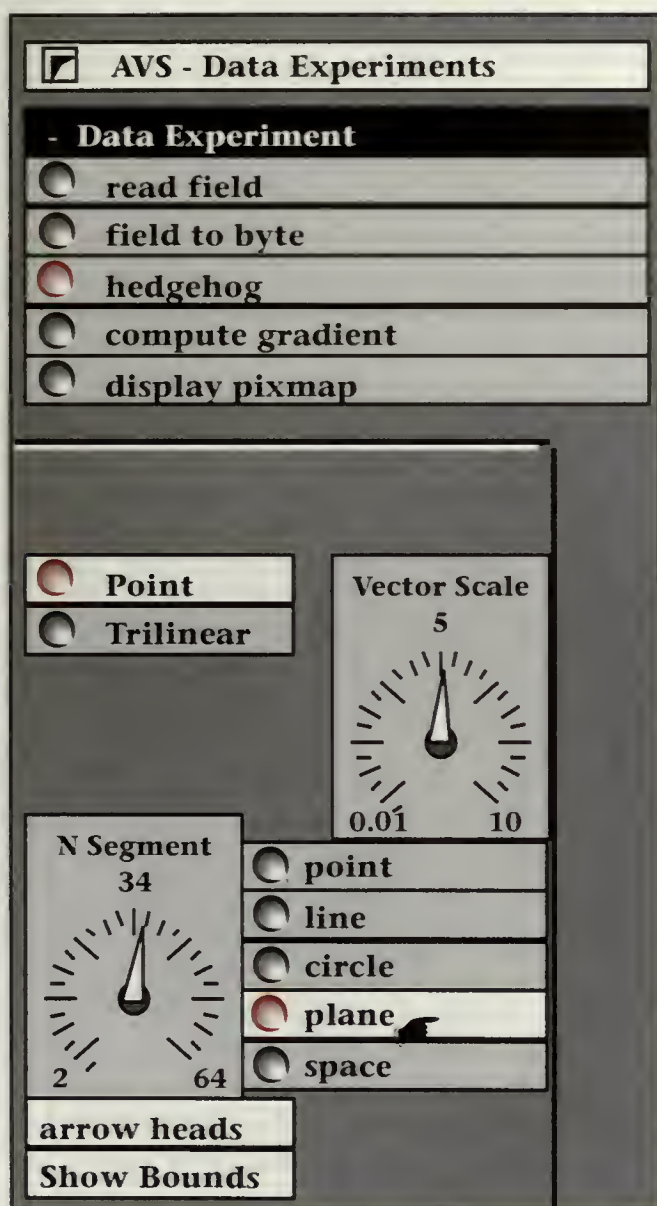 AVS - Data Experiments
- Data Experiment
read field
field to byte
hedgehog
compute gradient
display pixmap
Point
Trilinear
Vector Scale
5
0.01 10
N Segment
34
2 64
point
line
circle
plane
space
arrow heads
Show Bounds